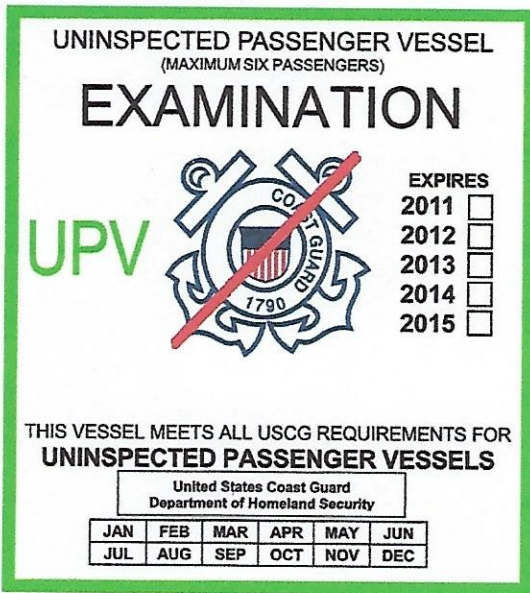 UNINSPECTED PASSENGER VESSEL
(MAXIMUM SIX PASSENGERS)
EXAMINATION
UPV
COAST GUARD
1790
EXPIRES
2011
2012
2013
2014
2015
THIS VESSEL MEETS ALL USCG REQUIREMENTS FOR
UNINSPECTED PASSENGER VESSELS
United States Coast Guard
Department of Homeland Security
JAN FEB MAR APR MAY JUN
JUL AUG SEP OCT NOV DEC